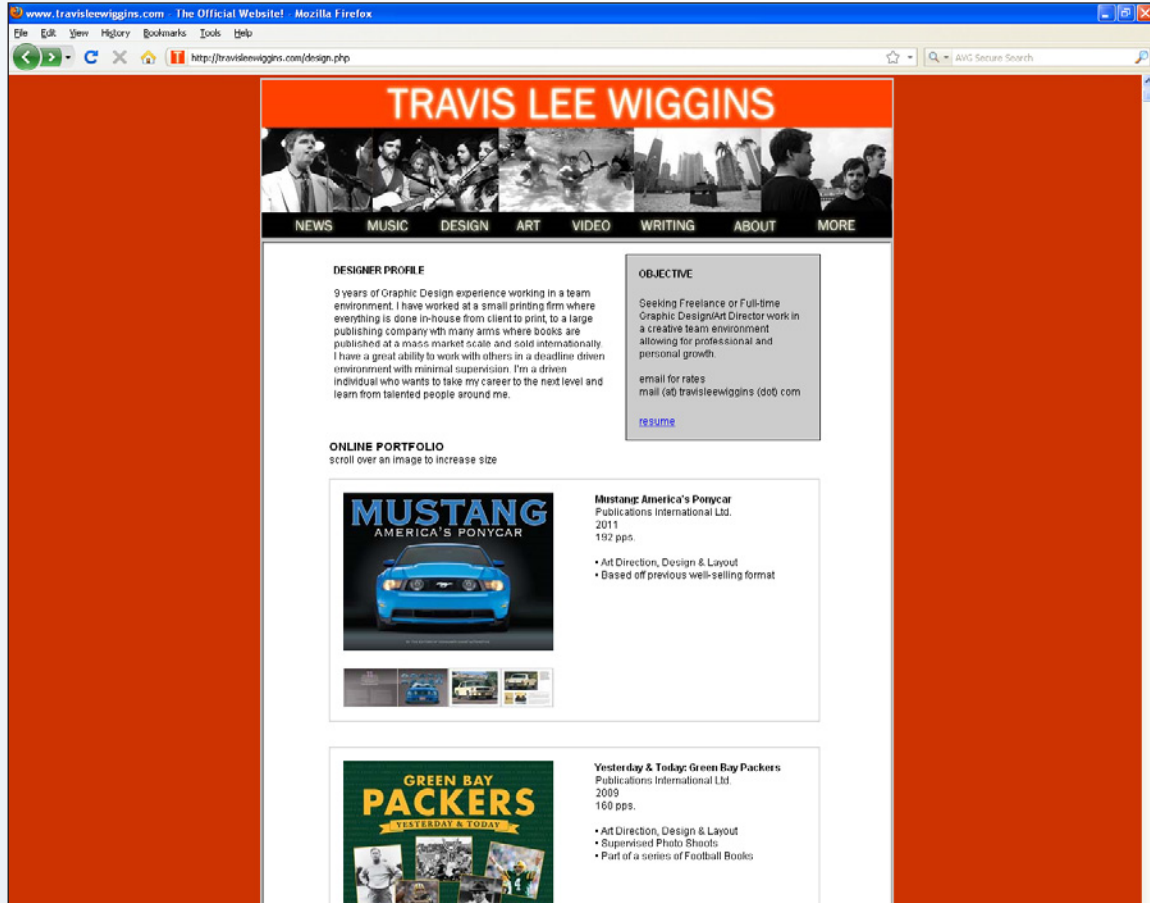 www.travisleewiggins.com - The Official Website! - Mozilla Firefox
File Edit View History Bookmarks Tools Help
http://travisleewiggins.com/design.php
AVG Secure Search
TRAVIS LEE WIGGINS
NEWS MUSIC DESIGN ART VIDEO WRITING ABOUT MORE
DESIGNER PROFILE
9 years of Graphic Design experience working in a team
environment. I have worked at a small printing firm where
everything is done in-house from client to print, to a large
publishing company wth many arms where books are
published at a mass market scale and sold internationally.
I have a great ability to work with others in a deadline driven
environment with minimal supervision. I'm a driven
individual who wants to take my career to the next level and
learn from talented people around me.
OBJECTIVE
Seeking Freelance or Full-time
Graphic Design/Art Director work in
a creative team environment
allowing for professional and
personal growth.
email for rates
mail (at) travisleewiggins (dot) com
resume
ONLINE PORTFOLIO
scroll over an image to increase size
MUSTANG
AMERICA'S PONYCAR
Mustang: America's Ponycar
Publications International Ltd.
2011
192 pps.
• Art Direction, Design & Layout
• Based off previous well-selling format
GREEN BAY
PACKERS
YESTERDAY & TODAY
Yesterday & Today: Green Bay Packers
Publications International Ltd.
2009
160 pps.
• Art Direction, Design & Layout
• Supervised Photo Shoots
• Part of a series of Football Books